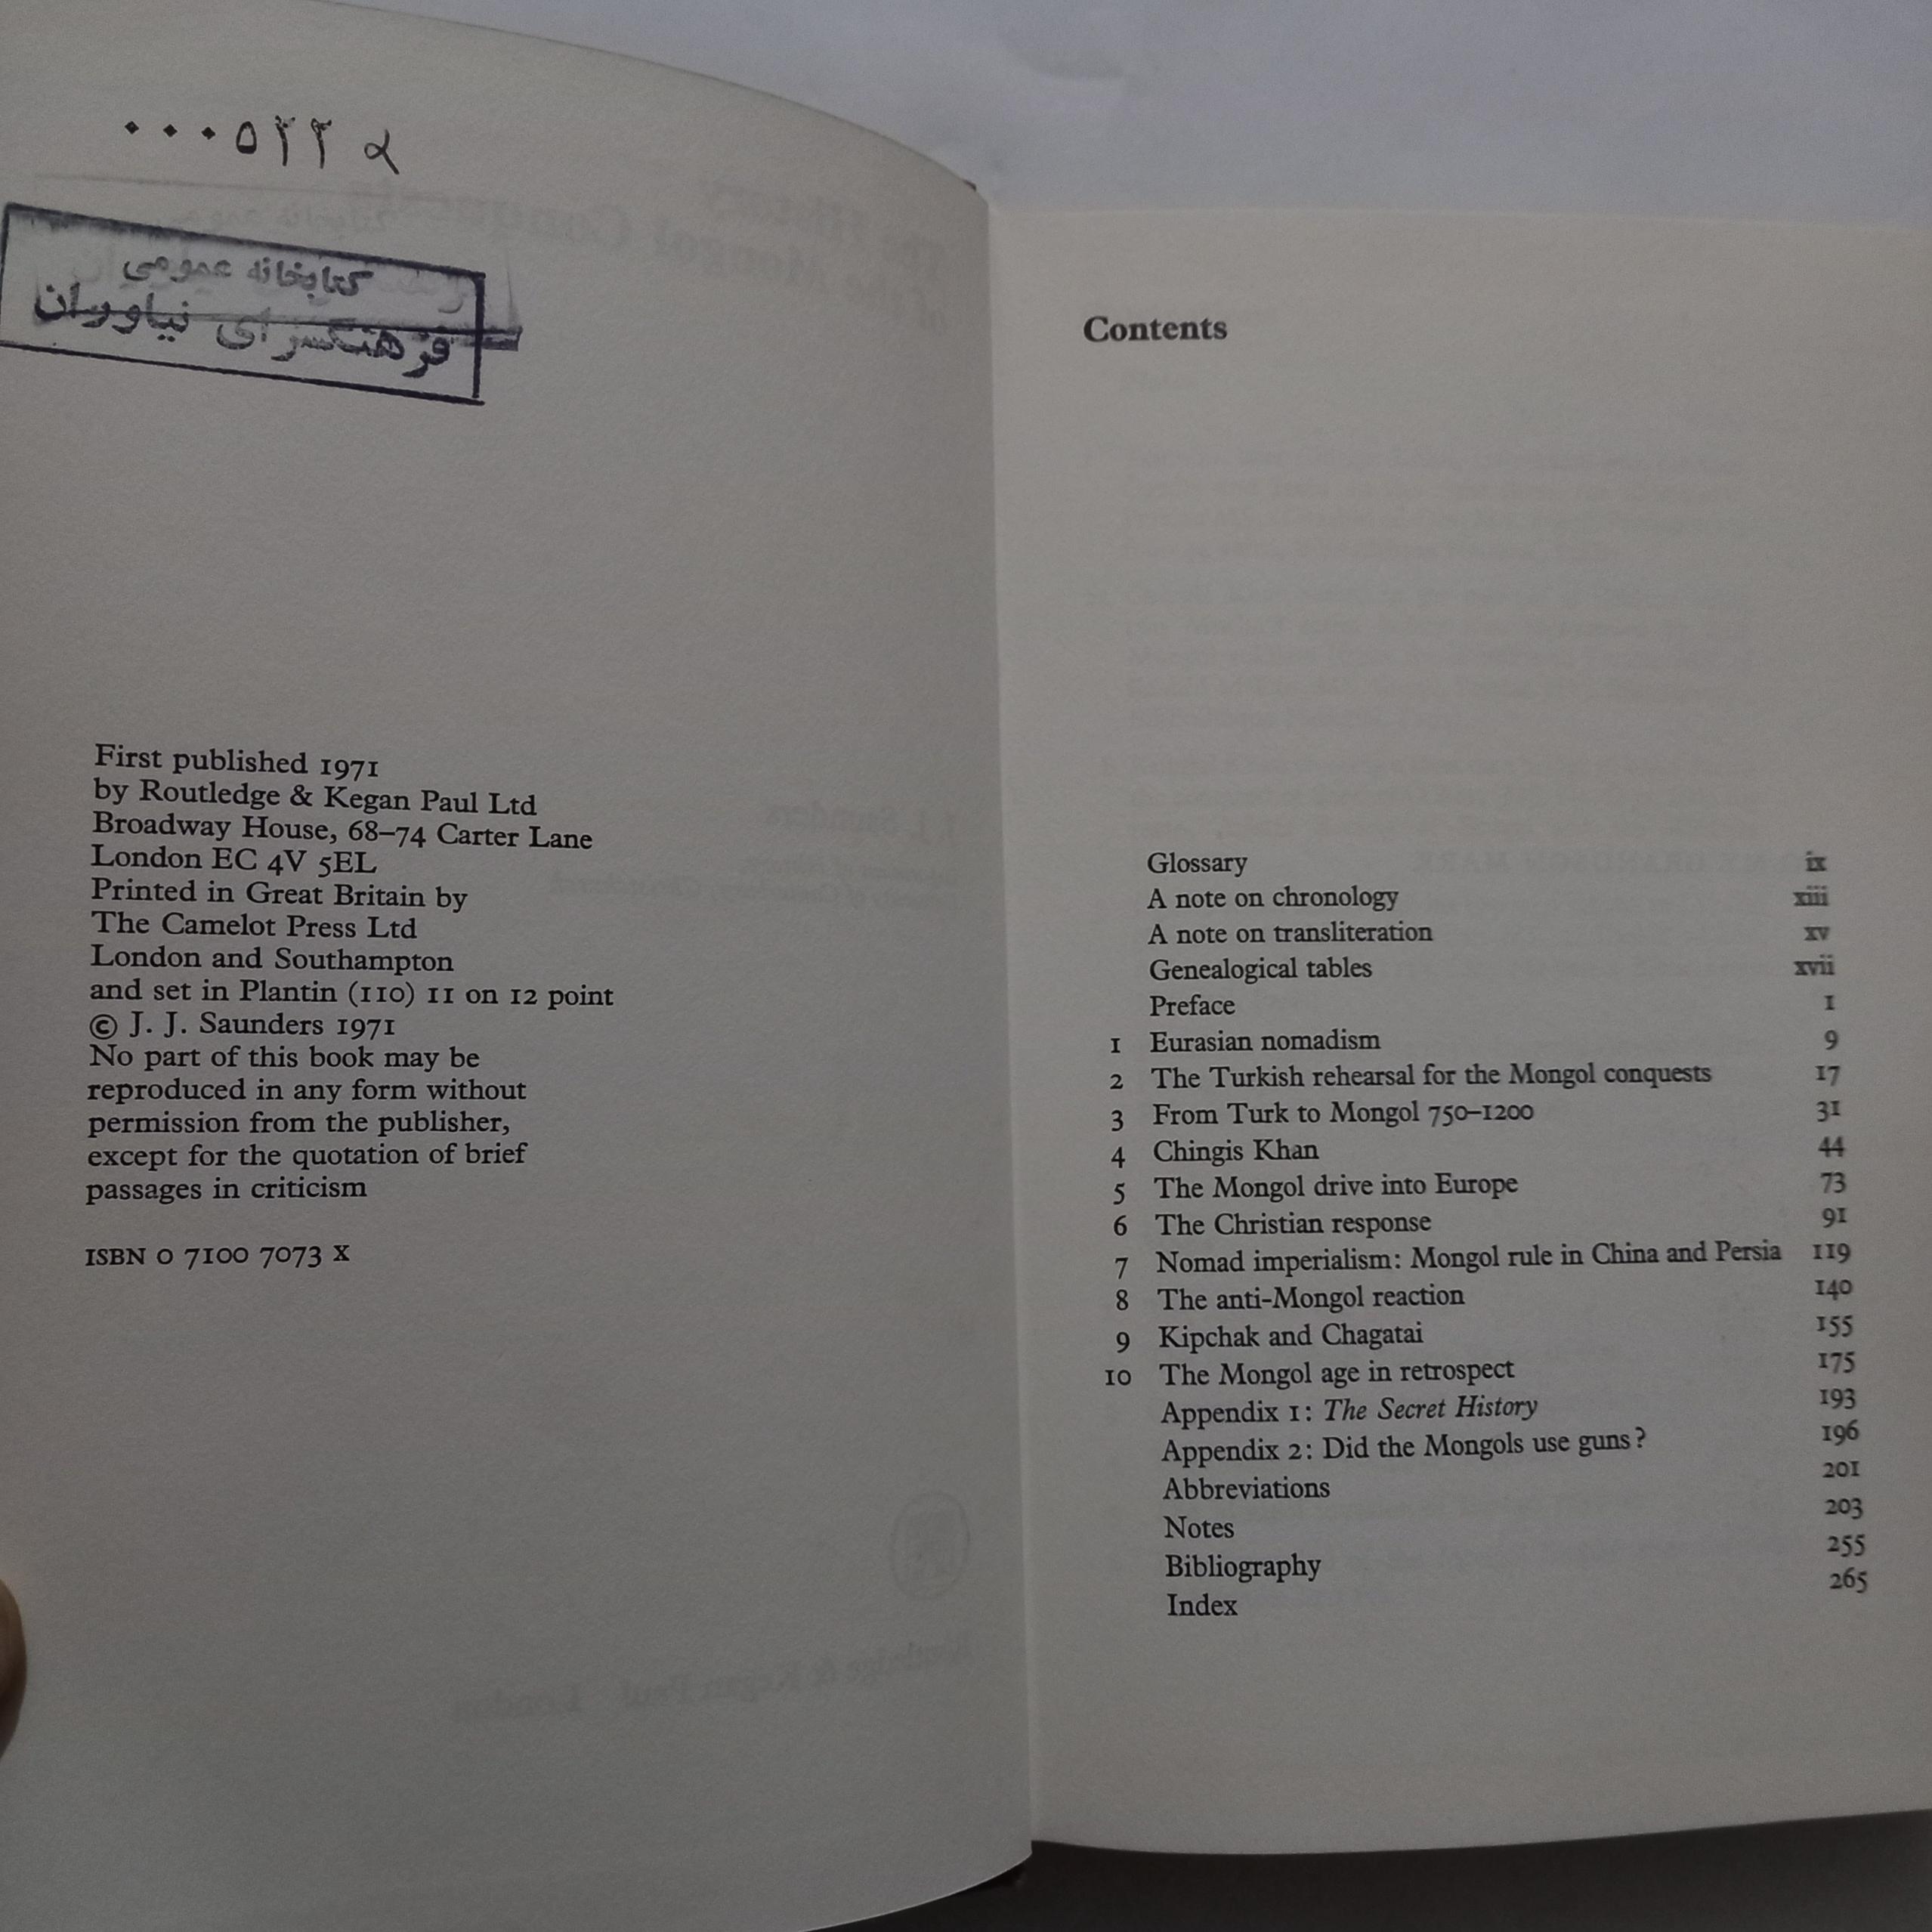 ۰۰۰۵۲۲۷
کتابخانه عمومی
فرهنگسرای نیاوران
First published 1971
by Routledge & Kegan Paul Ltd
Broadway House, 68–74 Carter Lane
London EC 4V 5EL
Printed in Great Britain by
The Camelot Press Ltd
London and Southampton
and set in Plantin (110) 11 on 12 point
© J. J. Saunders 1971
No part of this book may be
reproduced in any form without
permission from the publisher,
except for the quotation of brief
passages in criticism
ISBN 0 7100 7073 X
Contents
Glossary ix
A note on chronology xiii
A note on transliteration xv
Genealogical tables xvii
Preface 1
1 Eurasian nomadism 9
2 The Turkish rehearsal for the Mongol conquests 17
3 From Turk to Mongol 750–1200 31
4 Chingis Khan 44
5 The Mongol drive into Europe 73
6 The Christian response 91
7 Nomad imperialism: Mongol rule in China and Persia 119
8 The anti-Mongol reaction 140
9 Kipchak and Chagatai 155
10 The Mongol age in retrospect 175
Appendix 1: The Secret History 193
Appendix 2: Did the Mongols use guns? 196
Abbreviations 201
Notes 203
Bibliography 255
Index 265